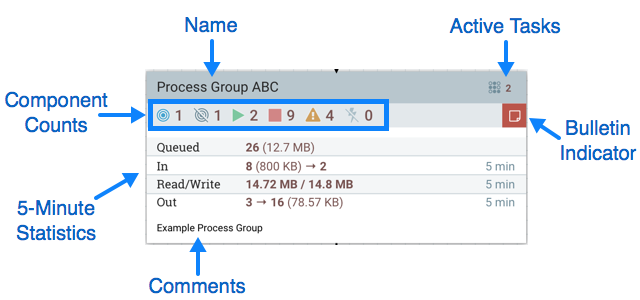 Name
Active Tasks
Process Group ABC
2
Component
Counts
1 1 2 9 4 0
Bulletin
Indicator
Queued 26 (12.7 MB)
In 8 (800 KB) → 2 5 min
Read/Write 14.72 MB / 14.8 MB 5 min
Out 3 → 16 (78.57 KB) 5 min
5-Minute
Statistics
Example Process Group
Comments